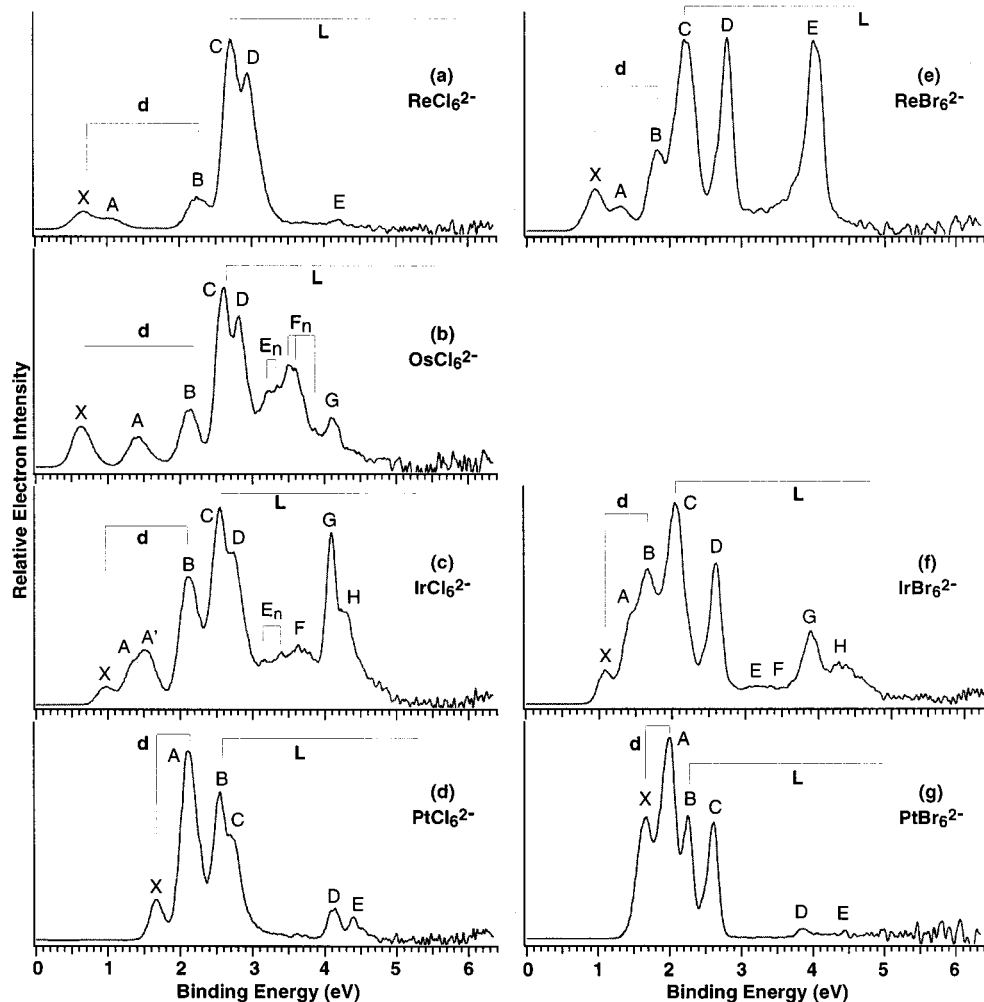 Relative Electron Intensity
L
C
D
(a)
ReCl₆²⁻
d
X
A
B
E
L
C
D
E
(e)
ReBr₆²⁻
d
X
A
B
L
C
D
(b)
OsCl₆²⁻
d
Fn
En
X
A
B
G
L
C
D
(c)
IrCl₆²⁻
d
G
B
H
En
F
A
A'
X
L
C
(f)
IrBr₆²⁻
d
B
D
A
G
X
E
F
H
d
A
L
B
(d)
PtCl₆²⁻
C
X
D
E
0 1 2 3 4 5 6
Binding Energy (eV)
d
A
L
X
B
C
(g)
PtBr₆²⁻
D
E
0 1 2 3 4 5 6
Binding Energy (eV)